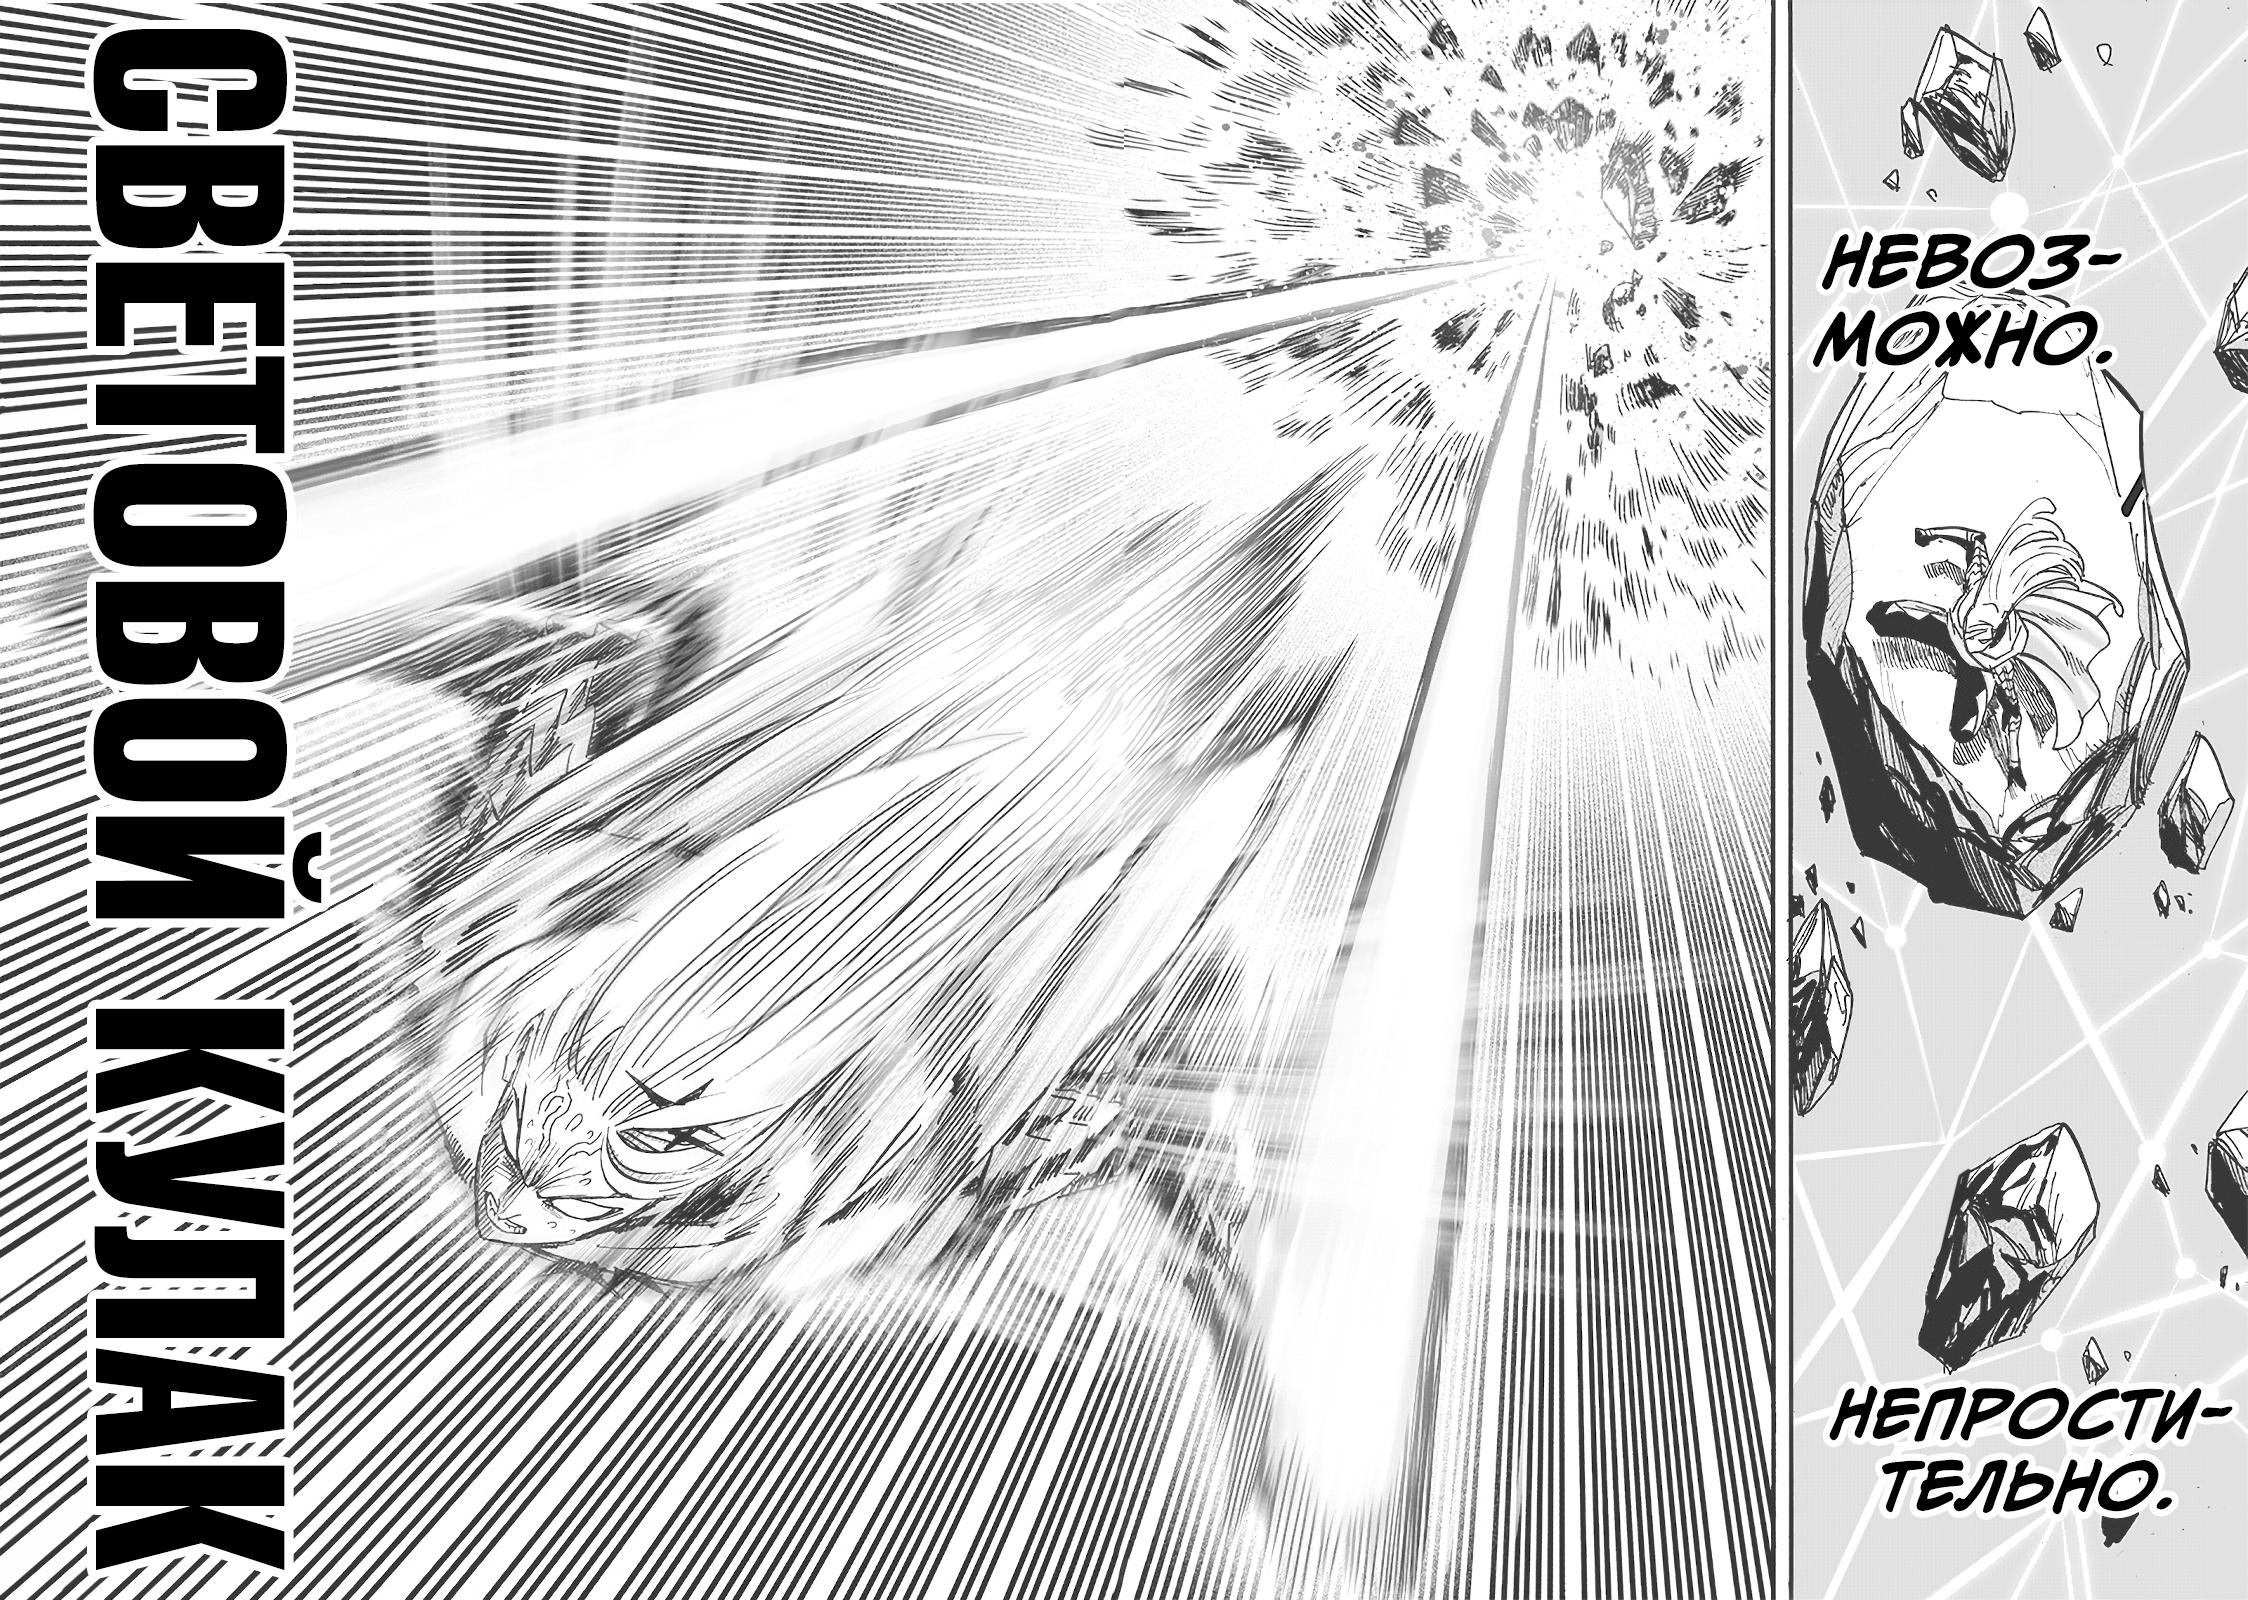 НЕВОЗ-
МОЖНО.
НЕПРОСТИ-
ТЕЛЬНО.
СВЕТОВОЙ КУЛАК